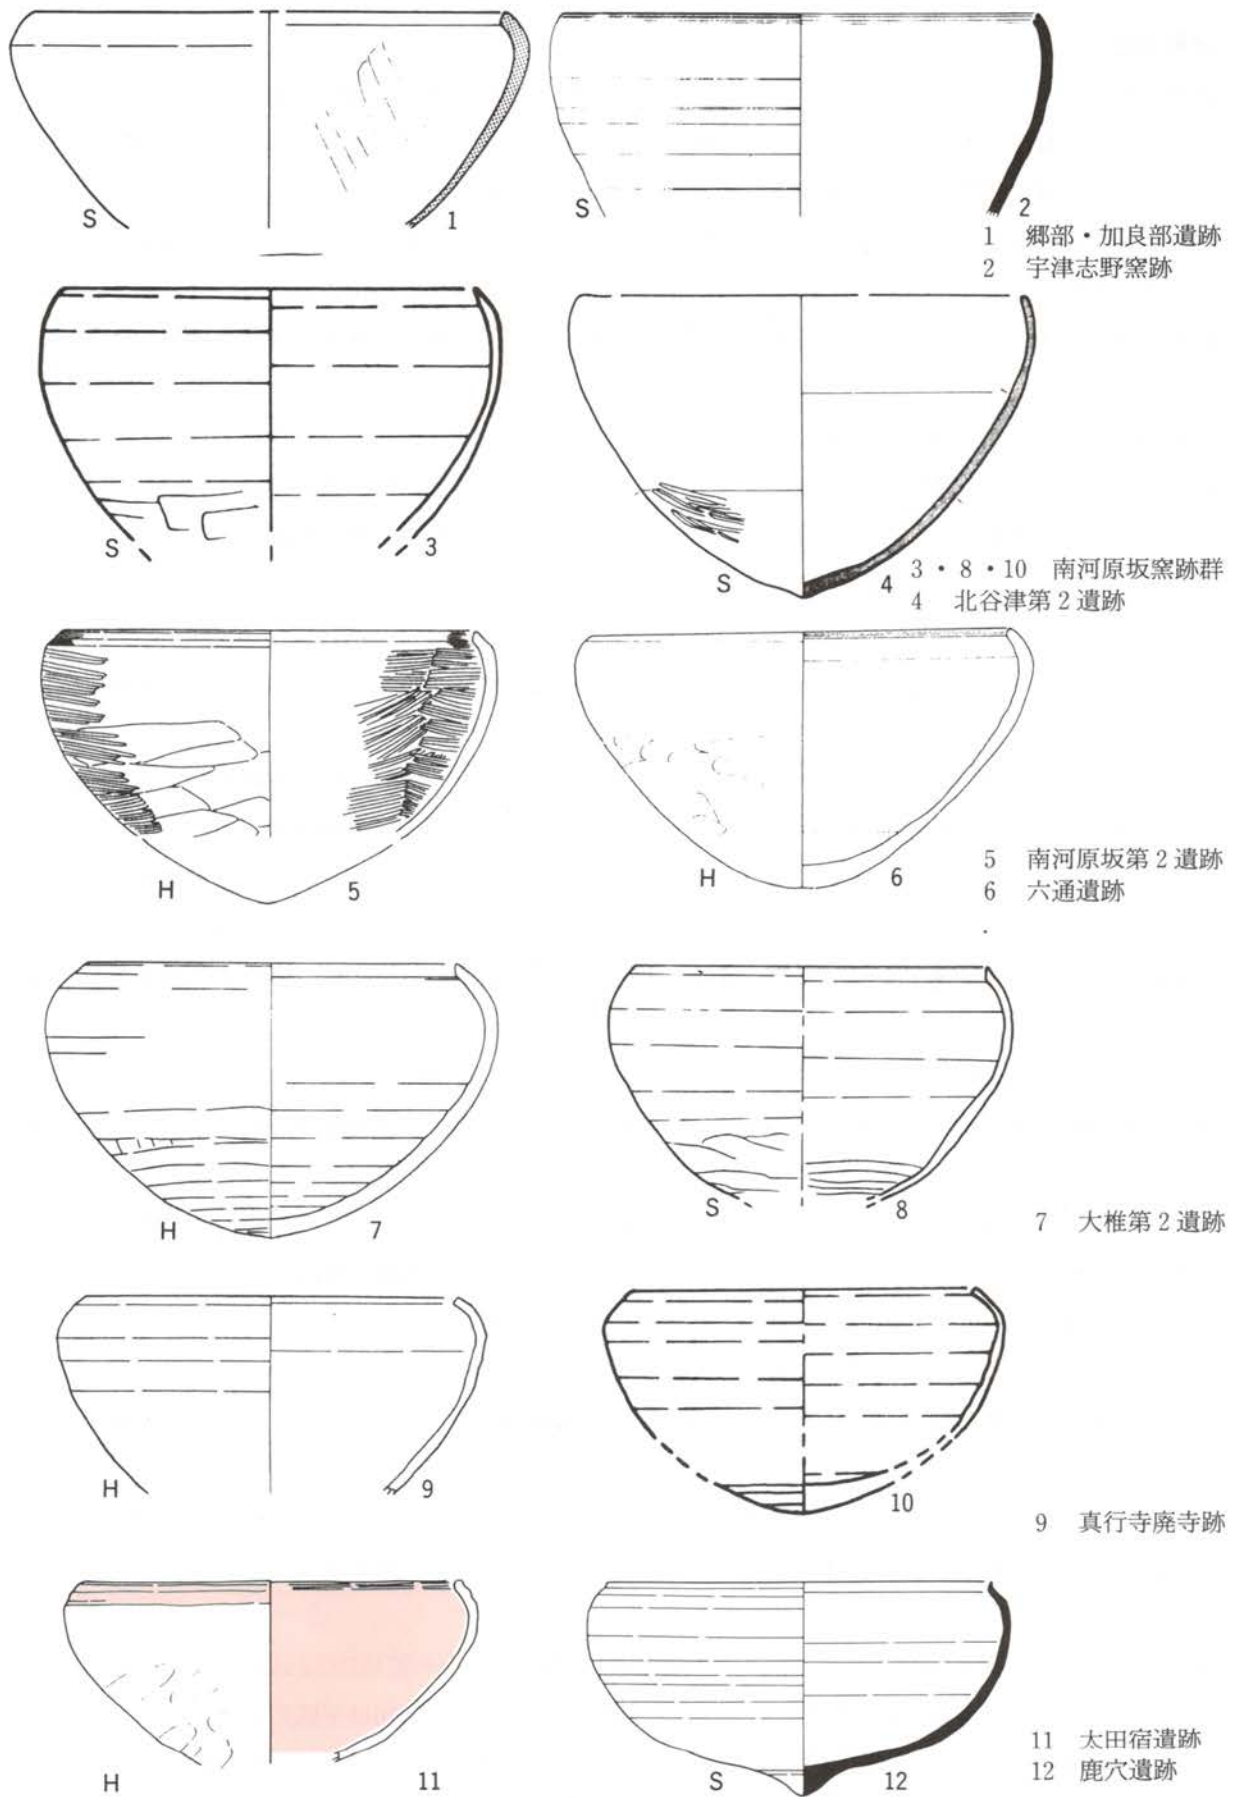 S 1
S 2
1 郷部・加良部遺跡
2 宇津志野窯跡
S 3
S 4
3・8・10 南河原坂窯跡群
4 北谷津第2遺跡
H 5
H 6
5 南河原坂第2遺跡
6 六通遺跡
H 7
S 8
7 大椎第2遺跡
H 9
10
9 真行寺廃寺跡
H 11
S 12
11 太田宿遺跡
12 鹿穴遺跡